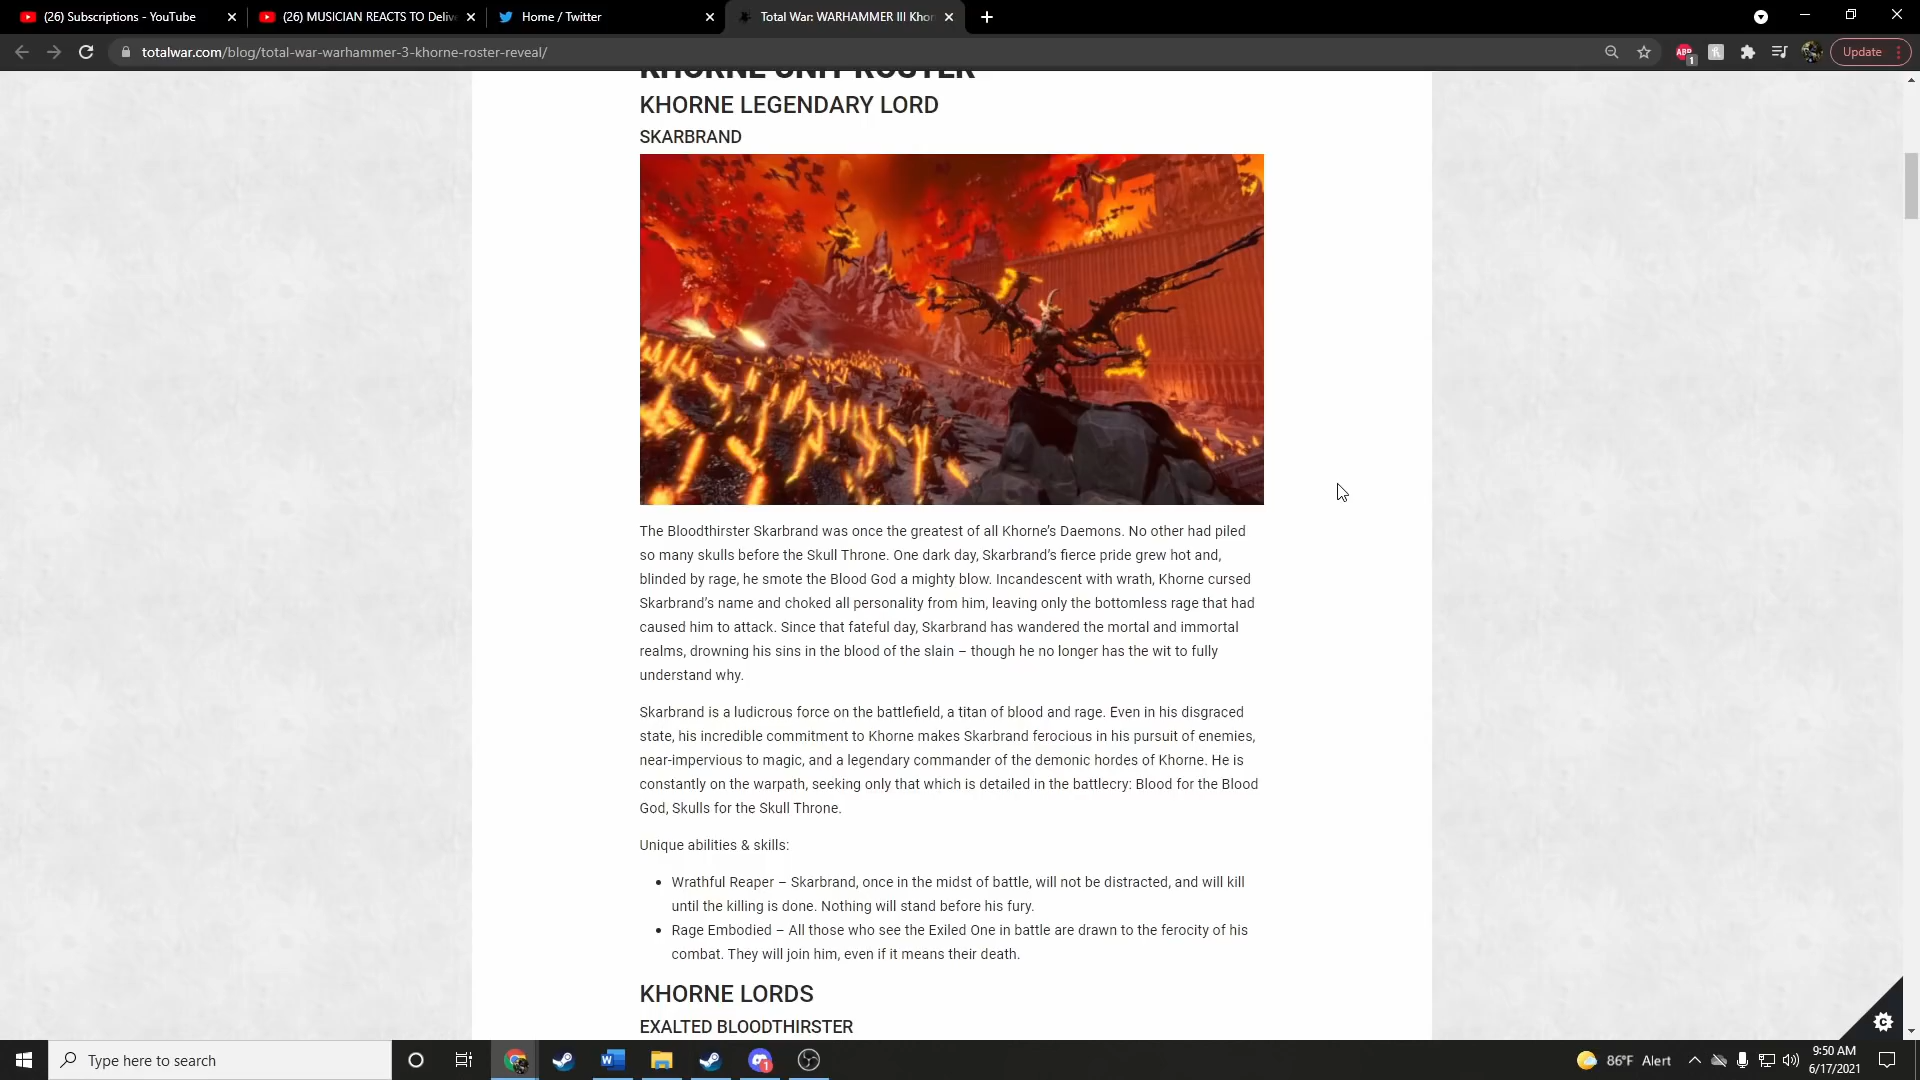 (26) Subscriptions - YouTube
(26) MUSICIAN REACTS TO Delive
Home / Twitter
Total War: WARHAMMER III Khor
totalwar.com/blog/total-war-warhammer-3-khorne-roster-reveal/
ABP
1
Update
KHORNE UNIT ROSTER
KHORNE LEGENDARY LORD
SKARBRAND
The Bloodthirster Skarbrand was once the greatest of all Khorne's Daemons. No other had piled
so many skulls before the Skull Throne. One dark day, Skarbrand's fierce pride grew hot and,
blinded by rage, he smote the Blood God a mighty blow. Incandescent with wrath, Khorne cursed
Skarbrand's name and choked all personality from him, leaving only the bottomless rage that had
caused him to attack. Since that fateful day, Skarbrand has wandered the mortal and immortal
realms, drowning his sins in the blood of the slain – though he no longer has the wit to fully
understand why.
Skarbrand is a ludicrous force on the battlefield, a titan of blood and rage. Even in his disgraced
state, his incredible commitment to Khorne makes Skarbrand ferocious in his pursuit of enemies,
near-impervious to magic, and a legendary commander of the demonic hordes of Khorne. He is
constantly on the warpath, seeking only that which is detailed in the battlecry: Blood for the Blood
God, Skulls for the Skull Throne.
Unique abilities & skills:
• Wrathful Reaper – Skarbrand, once in the midst of battle, will not be distracted, and will kill
until the killing is done. Nothing will stand before his fury.
• Rage Embodied – All those who see the Exiled One in battle are drawn to the ferocity of his
combat. They will join him, even if it means their death.
KHORNE LORDS
EXALTED BLOODTHIRSTER
Type here to search
1
86°F Alert
9:50 AM
6/17/2021